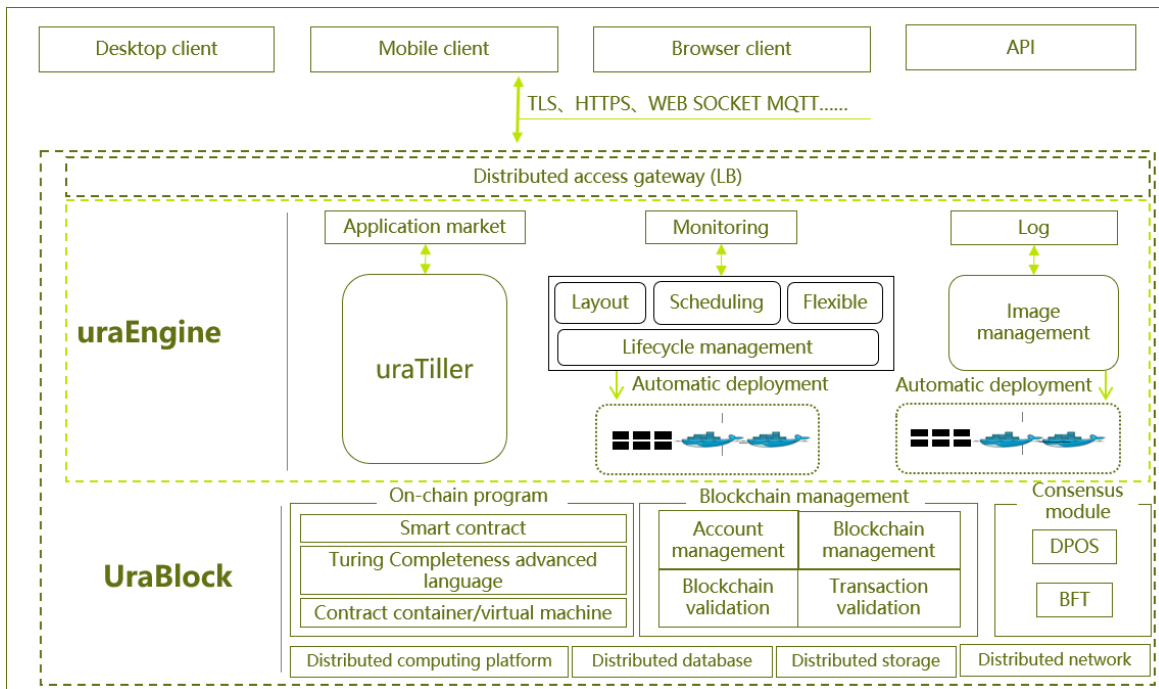 Desktop client
Mobile client
Browser client
API
TLS、HTTPS、WEB SOCKET MQTT......
Distributed access gateway (LB)
uraEngine
Application market
Monitoring
Log
uraTiller
Layout
Scheduling
Flexible
Lifecycle management
Image
management
Automatic deployment
Automatic deployment
UraBlock
On-chain program
Smart contract
Turing Completeness advanced
language
Contract container/virtual machine
Blockchain management
Account
management
Blockchain
management
Blockchain
validation
Transaction
validation
Consensus
module
DPOS
BFT
Distributed computing platform
Distributed database
Distributed storage
Distributed network